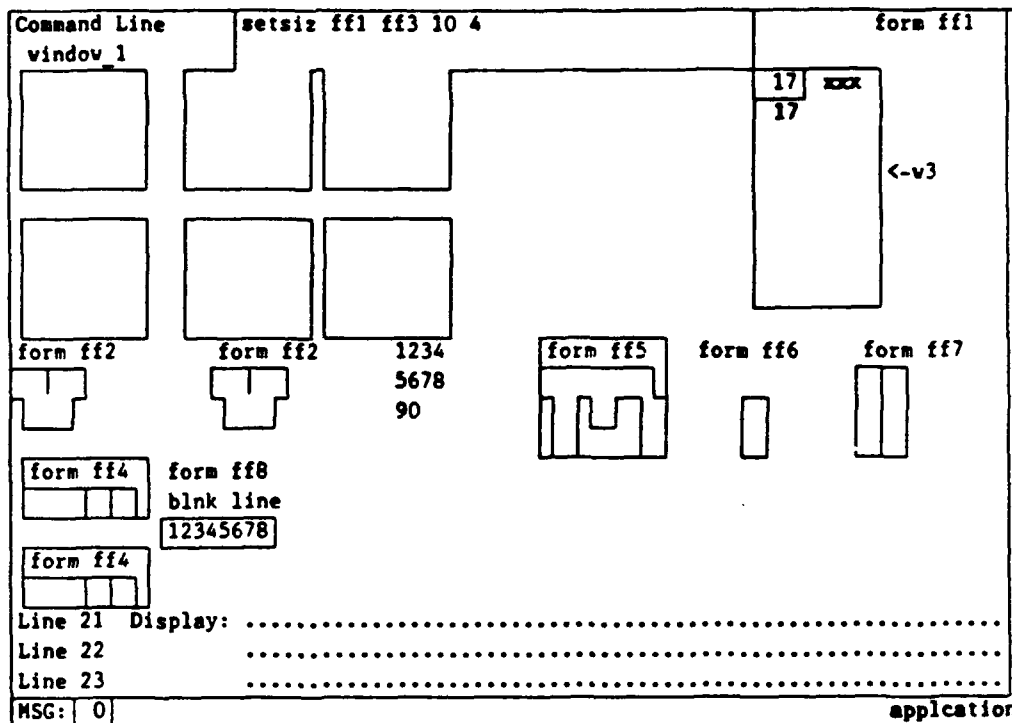 Command Line setsiz ff1 ff3 10 4 form ff1
window_1
17 xxx
17
<-w3
form ff2 form ff2 1234 form ff5 form ff6 form ff7
5678
90
form ff4 form ff8
blnk line
12345678
form ff4
Line 21 Display: ............................................................
Line 22 ............................................................
Line 23 ............................................................
MSG: 0 applcation